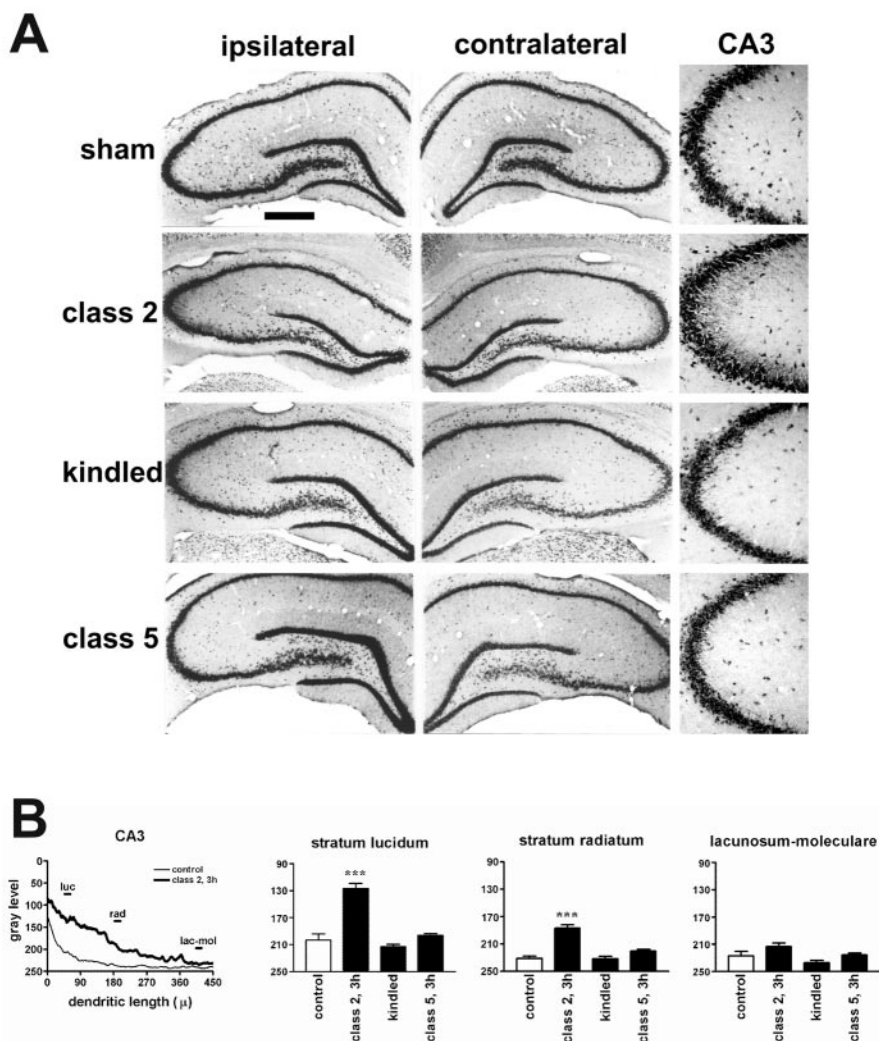 A
ipsilateral contralateral CA3
sham
class 2
kindled
class 5
B
CA3
gray level
0
50
100
150
200
250
control
class 2, 3h
luc
rad
lac-mol
0 90 180 270 360 450
dendritic length ( μ )
stratum lucidum
90
130
170
210
250
***
control
class 2, 3h
kindled
class 5, 3h
stratum radiatum
90
130
170
210
250
***
control
class 2, 3h
kindled
class 5, 3h
lacunosum-moleculare
90
130
170
210
250
control
class 2, 3h
kindled
class 5, 3h